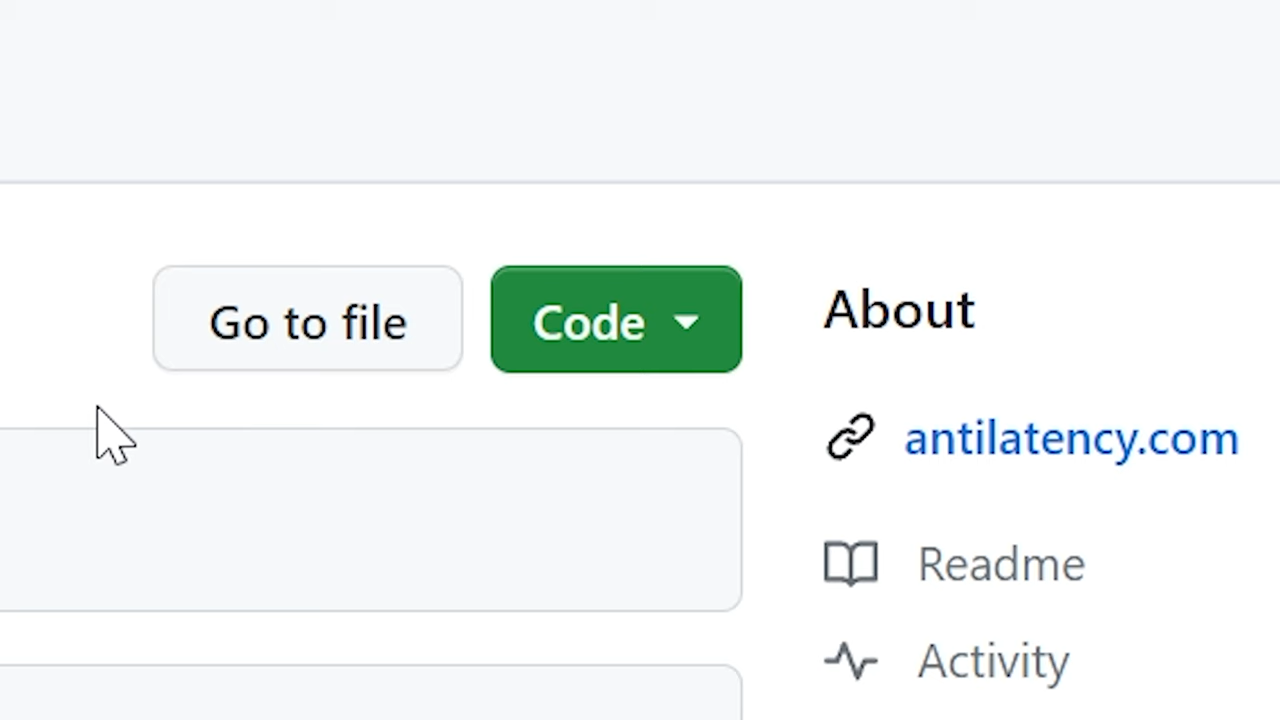 Go to file
Code
About
antilatency.com
Readme
Activity